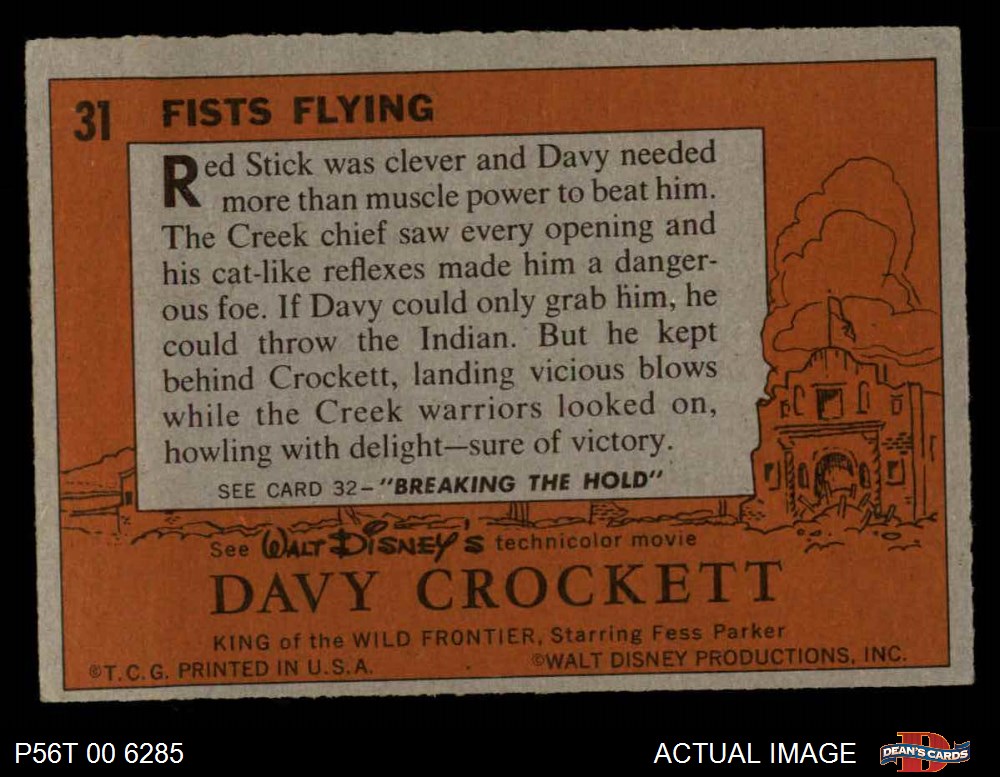 31 FISTS FLYING
Red Stick was clever and Davy needed
more than muscle power to beat him.
The Creek chief saw every opening and
his cat-like reflexes made him a danger-
ous foe. If Davy could only grab him, he
could throw the Indian. But he kept
behind Crockett, landing vicious blows
while the Creek warriors looked on,
howling with delight—sure of victory.
SEE CARD 32-"BREAKING THE HOLD"
See WALT DISNEY'S technicolor movie
DAVY CROCKETT
KING of the WILD FRONTIER, Starring Fess Parker
©T.C.G. PRINTED IN U.S.A. ©WALT DISNEY PRODUCTIONS, INC.
P56T 00 6285 ACTUAL IMAGE DEAN'S CARDS